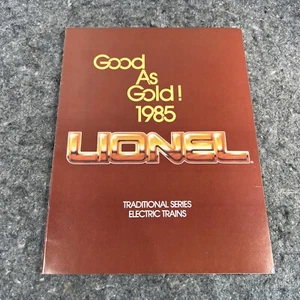 Good
As
Gold!
1985
LIONEL
TRADITIONAL SERIES
ELECTRIC TRAINS